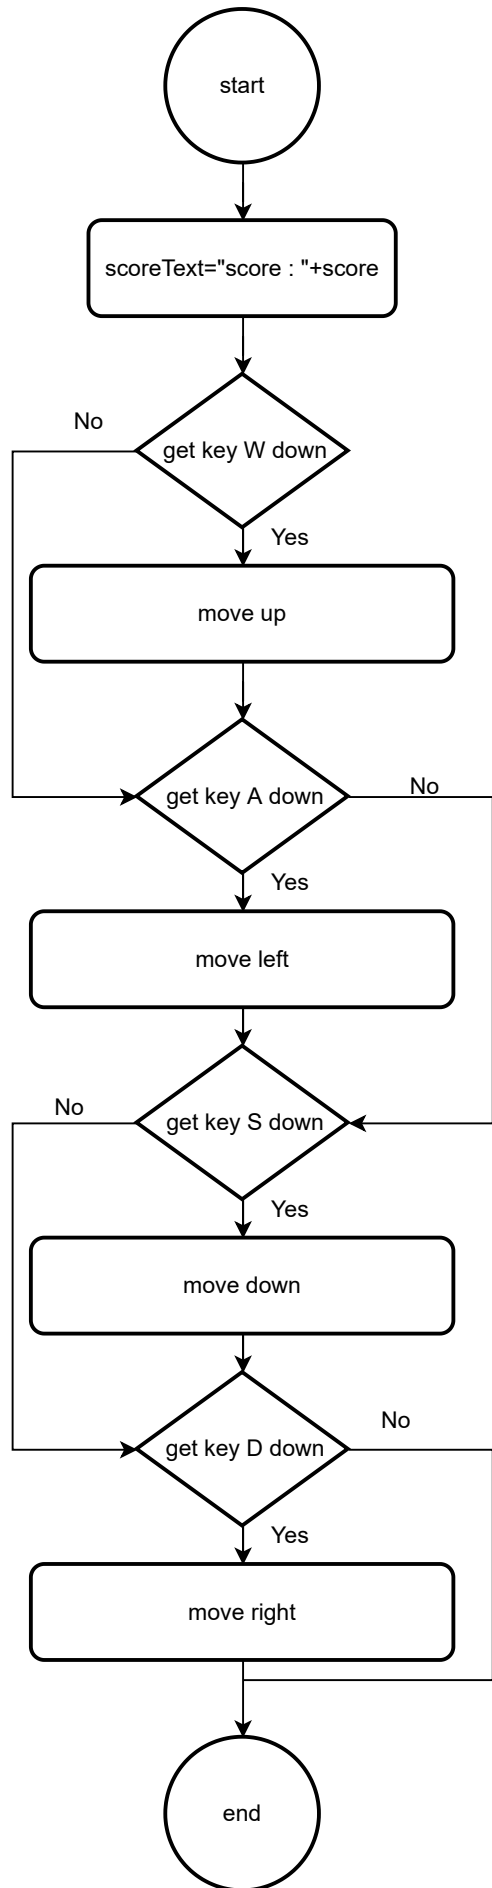 start
scoreText="score : "+score
No
get key W down
Yes
move up
get key A down
No
Yes
move left
No
get key S down
Yes
move down
No
get key D down
Yes
move right
end